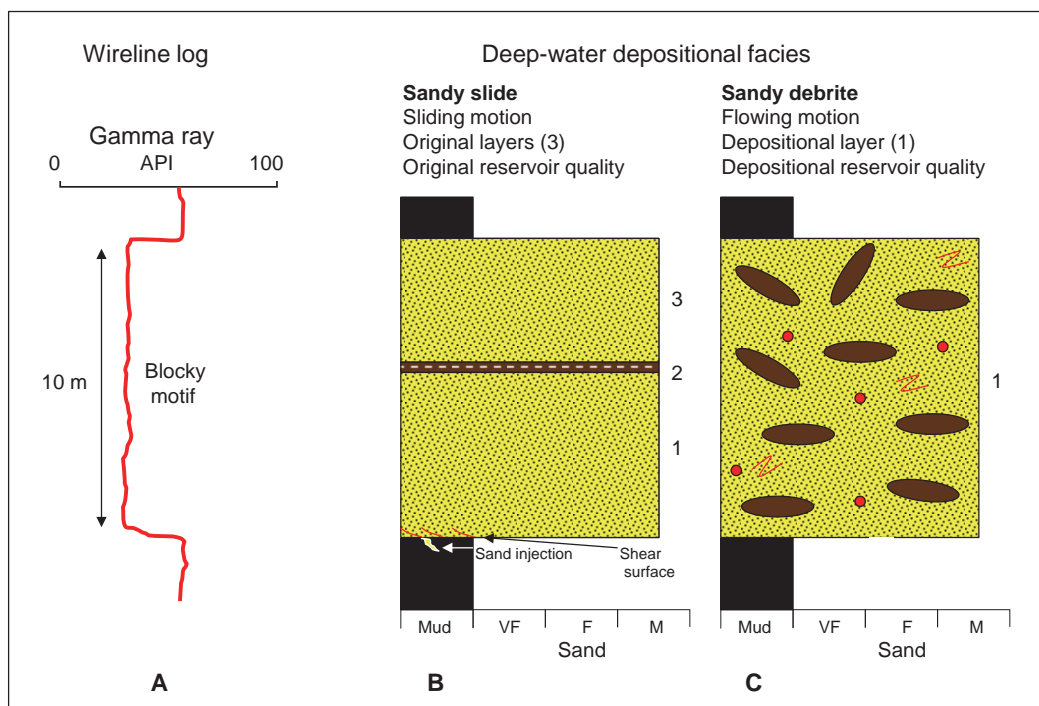 Wireline log
Deep-water depositional facies
Sandy slide
Sliding motion
Original layers (3)
Original reservoir quality
Sandy debrite
Flowing motion
Depositional layer (1)
Depositional reservoir quality
Gamma ray
0 API 100
10 m
Blocky
motif
3
2
1
1
Sand injection
Shear
surface
Mud VF F M
Sand
Mud VF F M
Sand
A
B
C